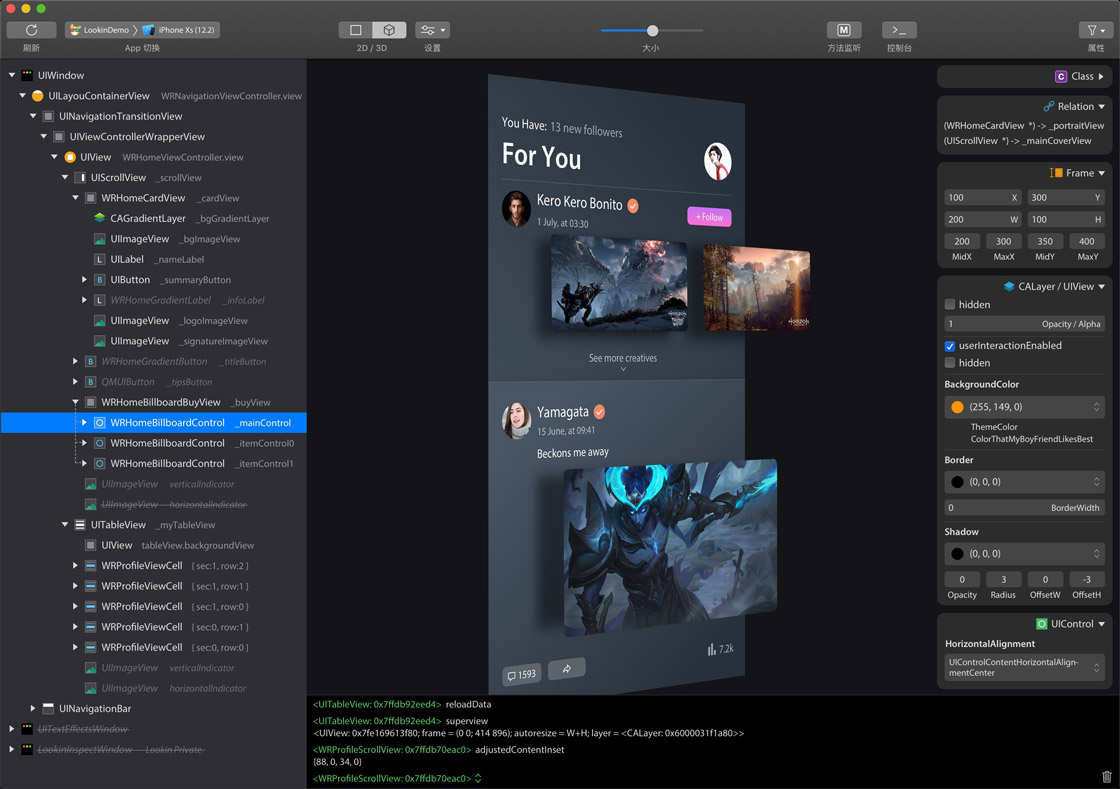 LookinDemo
iPhone Xs (12.2)
M
刷新
App 切换
2D / 3D
设置
大小
方法监听
控制台
属性
UIWindow
UILayouContainerView WRNavigationViewController.view
UINavigationTransitionView
UIViewControllerWrapperView
UIView WRHomeViewController.view
UIScrollView _scrollView
WRHomeCardView _cardView
CAGradientLayer _bgGradientLayer
UIImageView _bgImageView
L UILabel _nameLabel
B UIButton _summaryButton
L WRHomeGradientLabel _infoLabel
UIImageView _logoImageView
UIImageView _signatureImageView
B WRHomeGradientButton _titleButton
B QMUIButton _tipsButton
WRHomeBillboardBuyView _buyView
WRHomeBillboardControl _mainControl
WRHomeBillboardControl _itemControl0
WRHomeBillboardControl _itemControl1
UIImageView verticalIndicator
UIImageView horizontalIndicator
UITableView _myTableView
UIView tableView.backgroundView
WRProfileViewCell { sec:1, row:2 }
WRProfileViewCell { sec:1, row:1 }
WRProfileViewCell { sec:1, row:0 }
WRProfileViewCell { sec:0, row:1 }
WRProfileViewCell { sec:0, row:0 }
UIImageView verticalIndicator
UIImageView horizontalIndicator
UINavigationBar
UITextEffectsWindow
LookinInspectWindow Lookin Private
You Have: 13 new followers
For You
Kero Kero Bonito
1 July, at 03:30
+ Follow
HORIZON
HORIZON
See more creatives
Yamagata
15 June, at 09:41
Beckons me away
1593
7.2k
<UITableView: 0x7ffdb92eed4> reloadData
<UITableView: 0x7ffdb92eed4> superview
<UIView: 0x7fe169613f80; frame = (0 0; 414 896); autoresize = W+H; layer = <CALayer: 0x6000031f1a80>>
<WRProfileScrollView: 0x7ffdb70eac0> adjustedContentInset
{88, 0, 34, 0}
<WRProfileScrollView: 0x7ffdb70eac0>
C Class
Relation
(WRHomeCardView *) -> _portraitView
(UIScrollView *) -> _mainCoverView
Frame
100 X 300 Y
200 W 100 H
200 300 350 400
MidX MaxX MidY MaxY
CALayer / UIView
hidden
1 Opacity / Alpha
userInteractionEnabled
hidden
BackgroundColor
(255, 149, 0)
ThemeColor
ColorThatMyBoyFriendLikesBest
Border
(0, 0, 0)
0 BorderWidth
Shadow
(0, 0, 0)
0 3 0 -3
Opacity Radius OffsetW OffsetH
UIControl
HorizontalAlignment
UIControlContentHorizontalAlign-
mentCenter